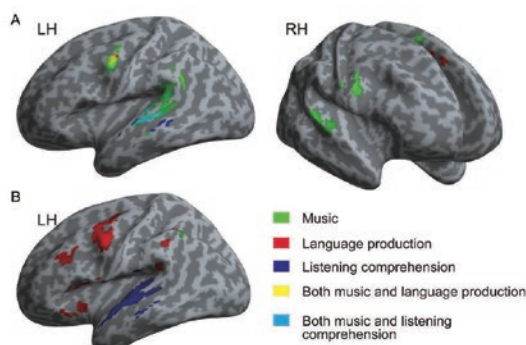 A
LH
RH
B
LH
Music
Language production
Listening comprehension
Both music and language production
Both music and listening
comprehension